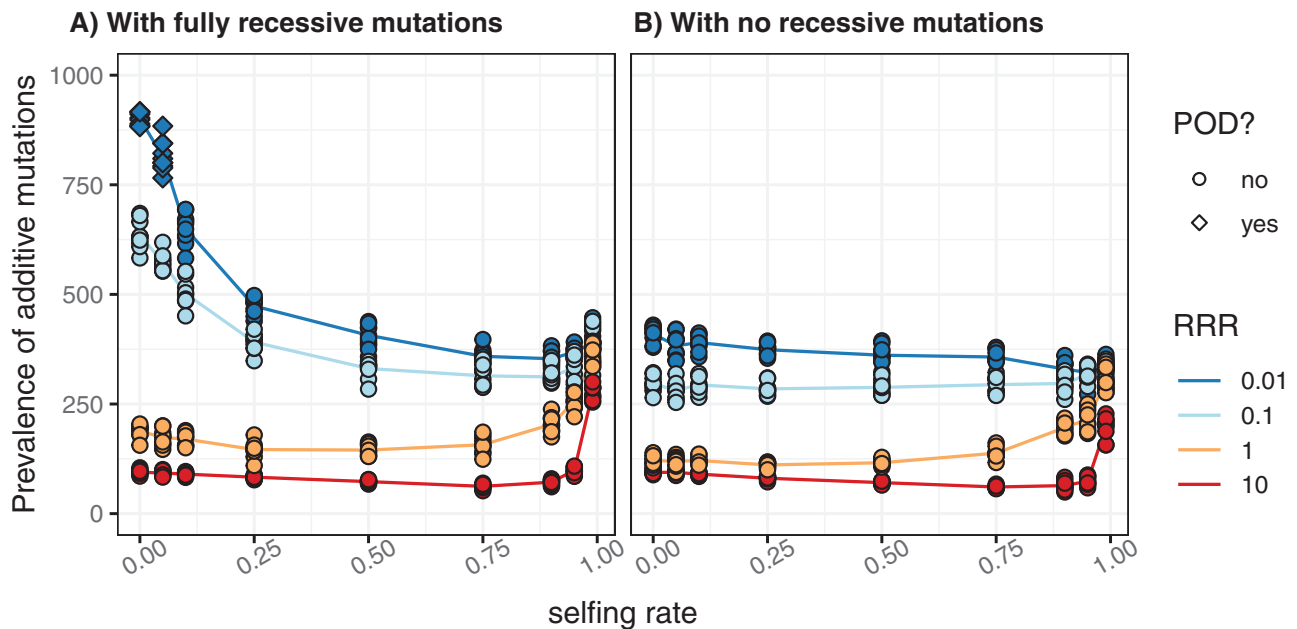 A) With fully recessive mutations
B) With no recessive mutations
Prevalence of additive mutations
1000
750
500
250
0
0.00
0.25
0.50
0.75
1.00
0.00
0.25
0.50
0.75
1.00
selfing rate
POD?
no
yes
RRR
0.01
0.1
1
10